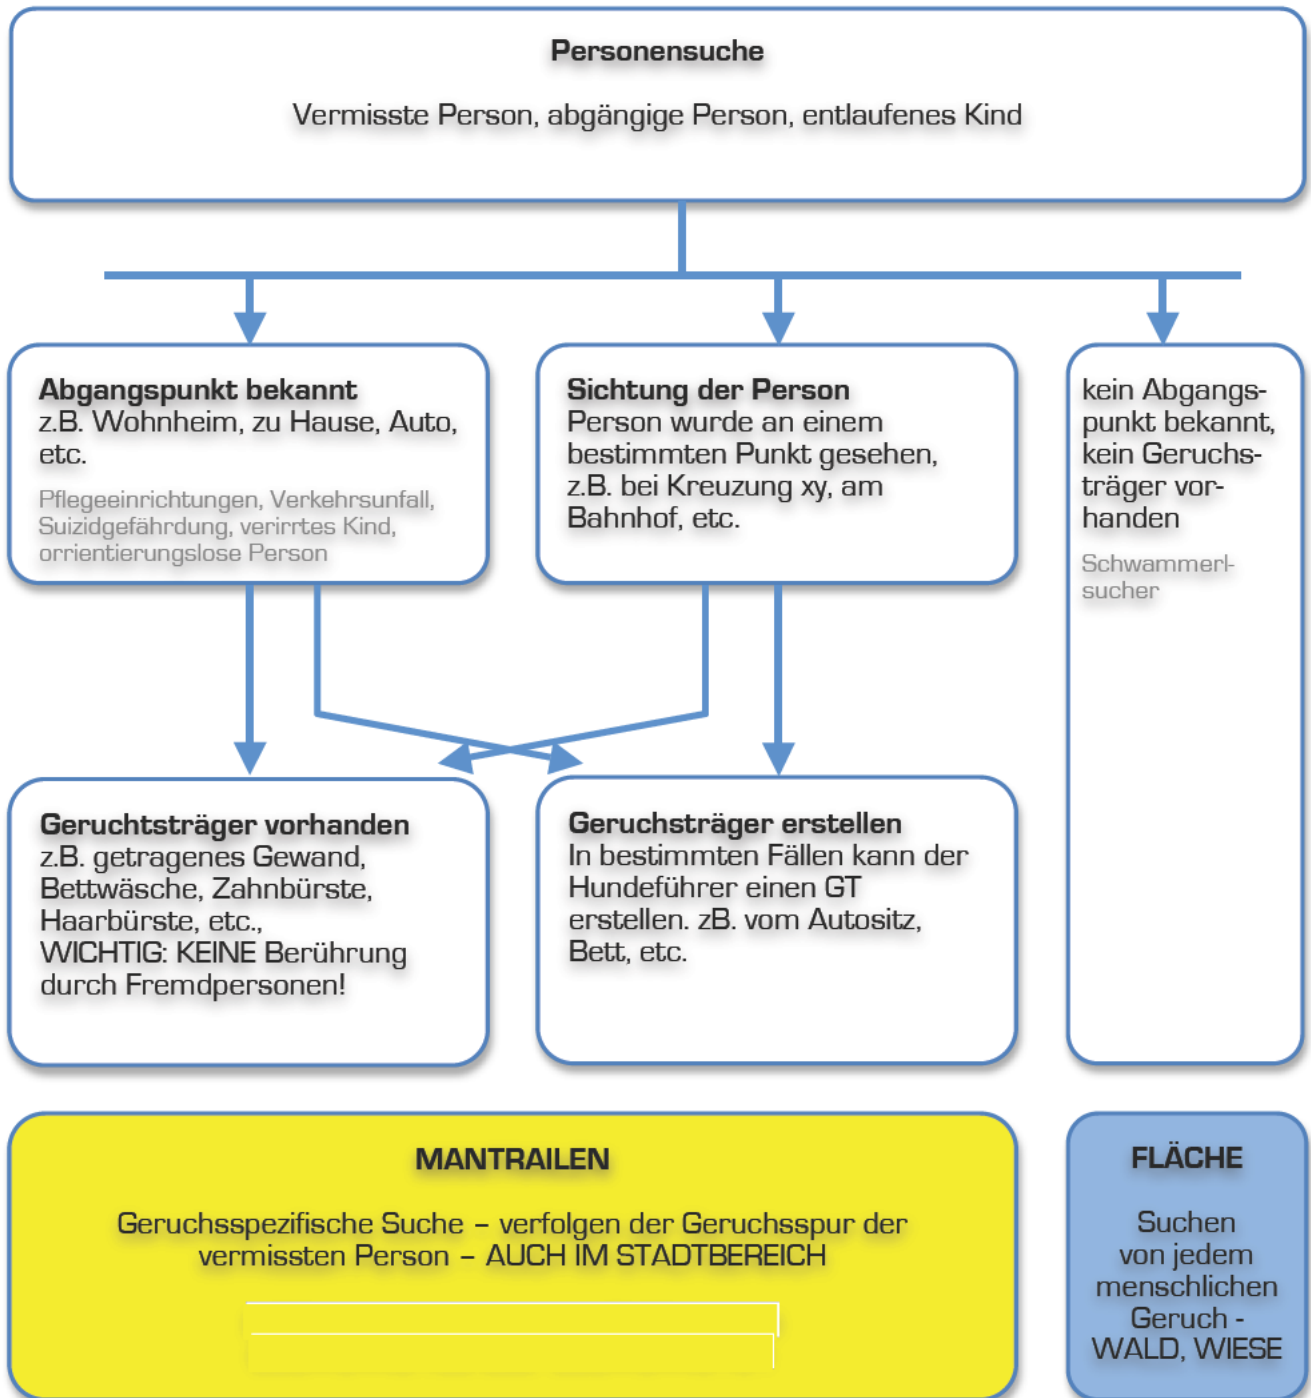 Personensuche
Vermisste Person, abgängige Person, entlaufenes Kind
Abgangspunkt bekannt
z.B. Wohnheim, zu Hause, Auto,
etc.
Pflegeeinrichtungen, Verkehrsunfall,
Suizidgefährdung, verirrtes Kind,
orrientierungslose Person
Sichtung der Person
Person wurde an einem
bestimmten Punkt gesehen,
z.B. bei Kreuzung xy, am
Bahnhof, etc.
kein Abgangs-
punkt bekannt,
kein Geruchs-
träger vor-
handen
Schwammerl-
sucher
Geruchtsträger vorhanden
z.B. getragenes Gewand,
Bettwäsche, Zahnbürste,
Haarbürste, etc.,
WICHTIG: KEINE Berührung
durch Fremdpersonen!
Geruchsträger erstellen
In bestimmten Fällen kann der
Hundeführer einen GT
erstellen. zB. vom Autositz,
Bett, etc.
MANTRAILEN
Geruchsspezifische Suche – verfolgen der Geruchsspur der
vermissten Person – AUCH IM STADTBEREICH
FLÄCHE
Suchen
von jedem
menschlichen
Geruch -
WALD, WIESE